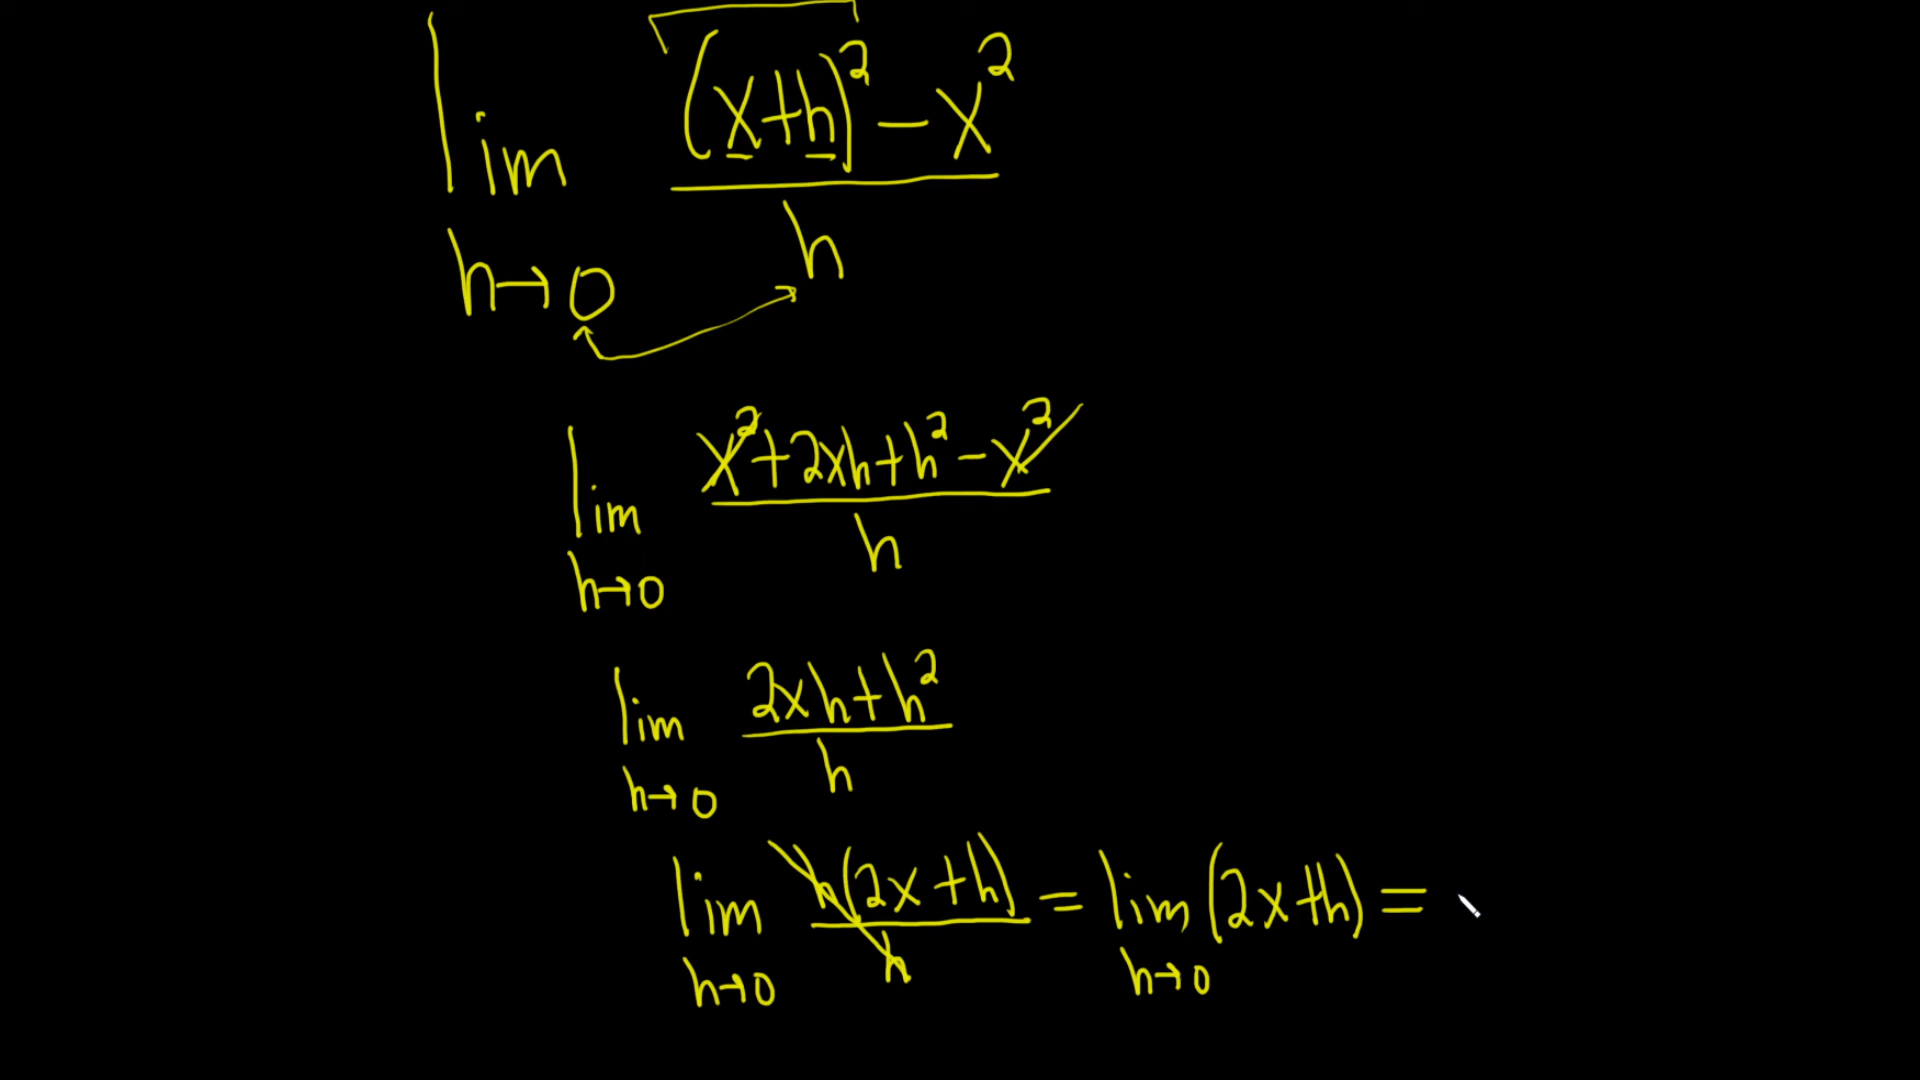 lim (x+h)² − x²
h→0 h
lim x²+2xh+h²−x²
h→0 h
lim 2xh+h²
h→0 h
lim h(2x+h) = lim (2x+h) =
h→0 h h→0